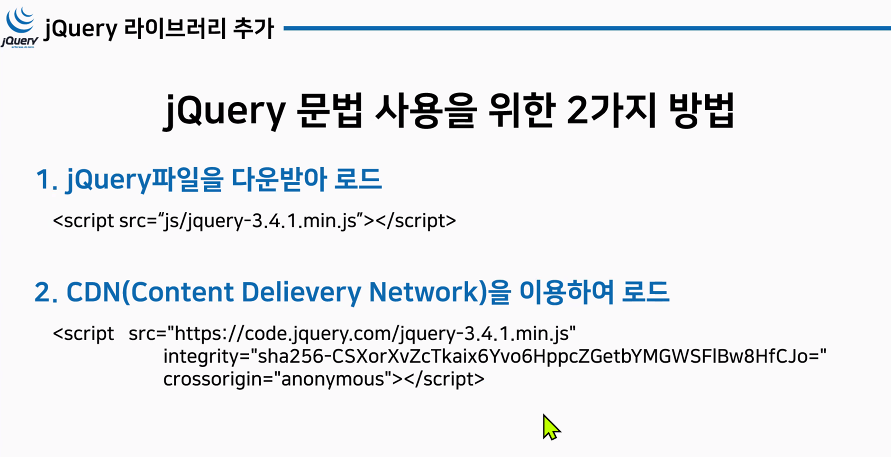 jQuery
jQuery 라이브러리 추가
jQuery 문법 사용을 위한 2가지 방법
1. jQuery파일을 다운받아 로드
<script src=“js/jquery-3.4.1.min.js”></script>
2. CDN(Content Delievery Network)을 이용하여 로드
<script src="https://code.jquery.com/jquery-3.4.1.min.js"
integrity="sha256-CSXorXvZcTkaix6Yvo6HppcZGetbYMGWSFlBw8HfCJo="
crossorigin="anonymous"></script>